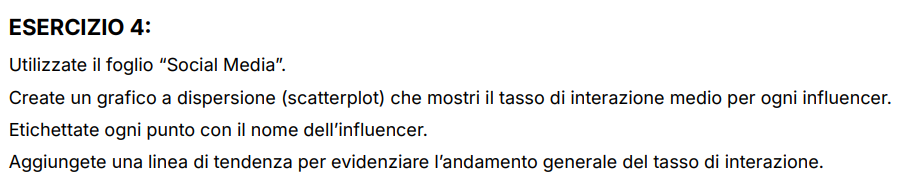 ESERCIZIO 4:
Utilizzate il foglio “Social Media”.
Create un grafico a dispersione (scatterplot) che mostri il tasso di interazione medio per ogni influencer.
Etichettate ogni punto con il nome dell’influencer.
Aggiungete una linea di tendenza per evidenziare l’andamento generale del tasso di interazione.